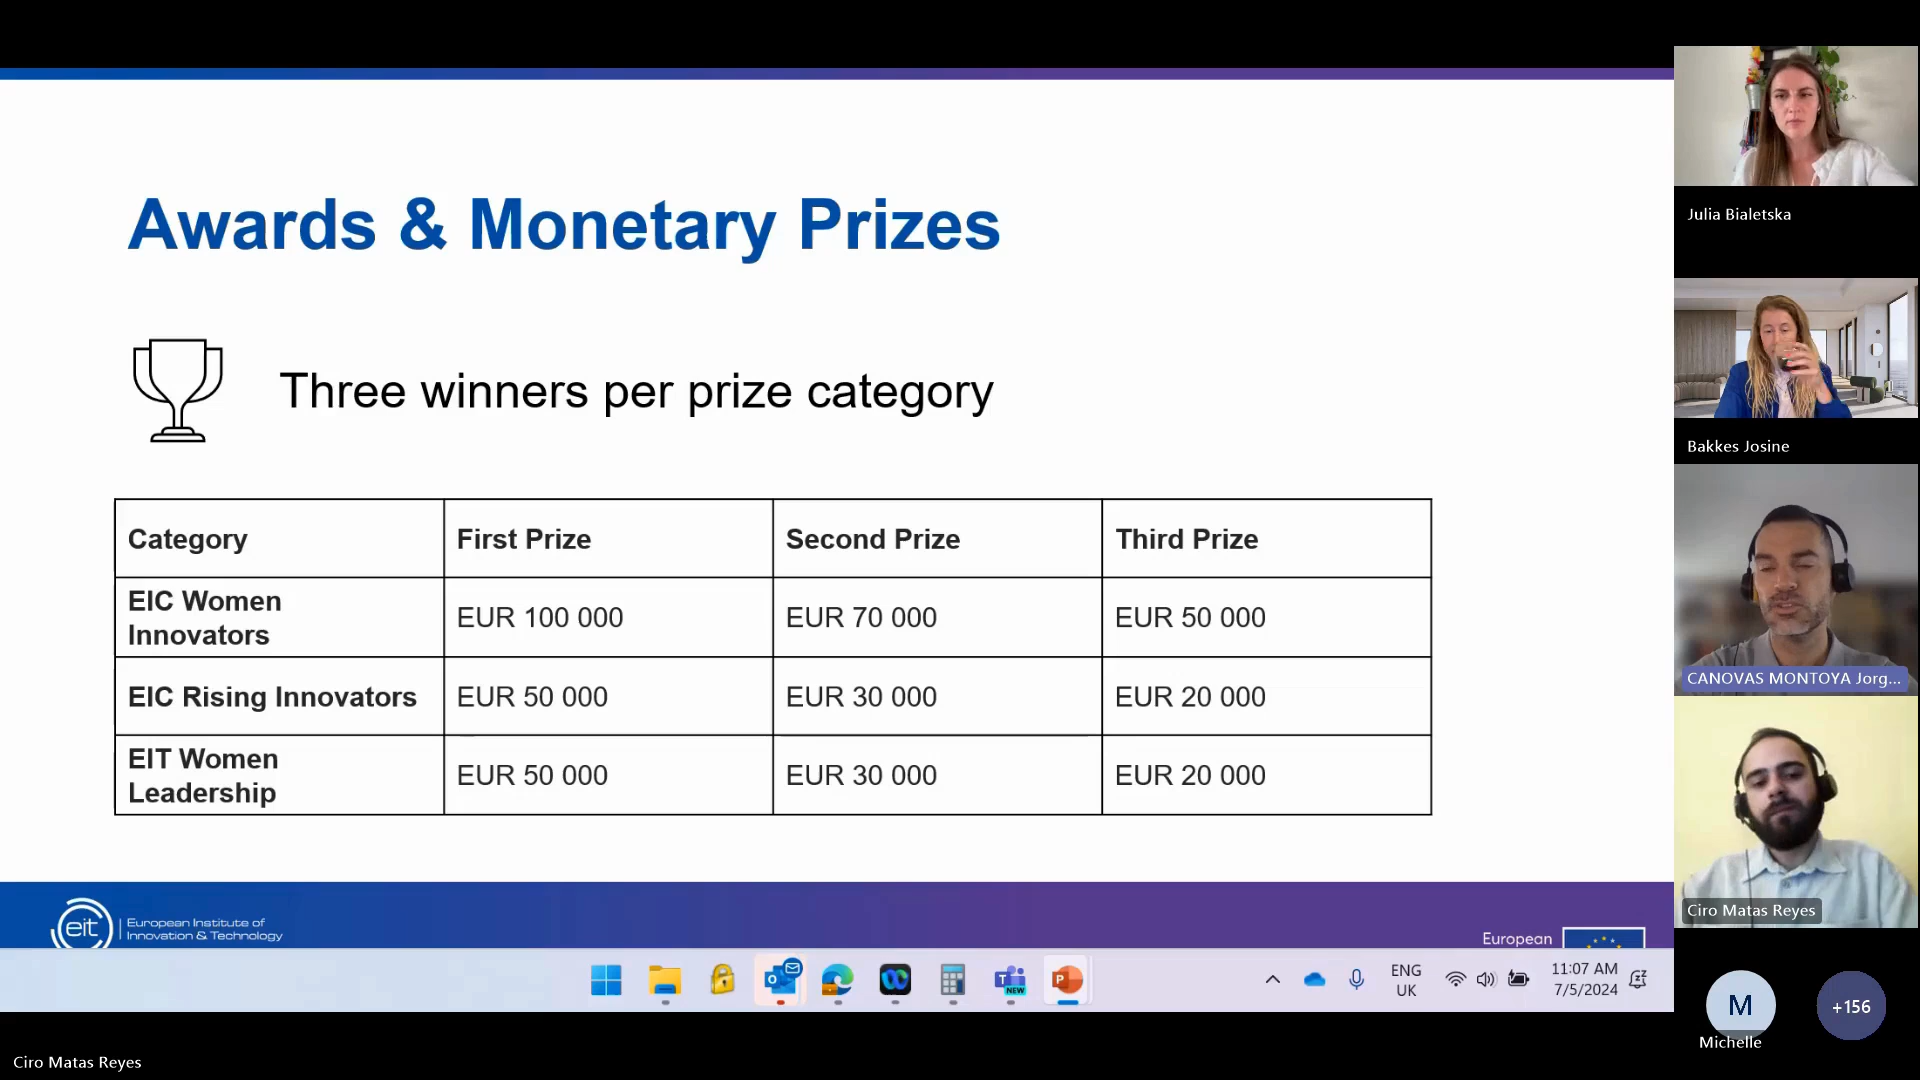 Awards & Monetary Prizes
Three winners per prize category
Category First Prize Second Prize Third Prize
EIC Women
Innovators
EUR 100 000 EUR 70 000 EUR 50 000
EIC Rising Innovators EUR 50 000 EUR 30 000 EUR 20 000
EIT Women
Leadership
EUR 50 000 EUR 30 000 EUR 20 000
eit
European Institute of
Innovation & Technology
European
ENG
UK
11:07 AM
7/5/2024
NEW
Ciro Matas Reyes
Julia Bialetska
Bakkes Josine
CANOVAS MONTOYA Jorg...
Ciro Matas Reyes
M
Michelle
+156